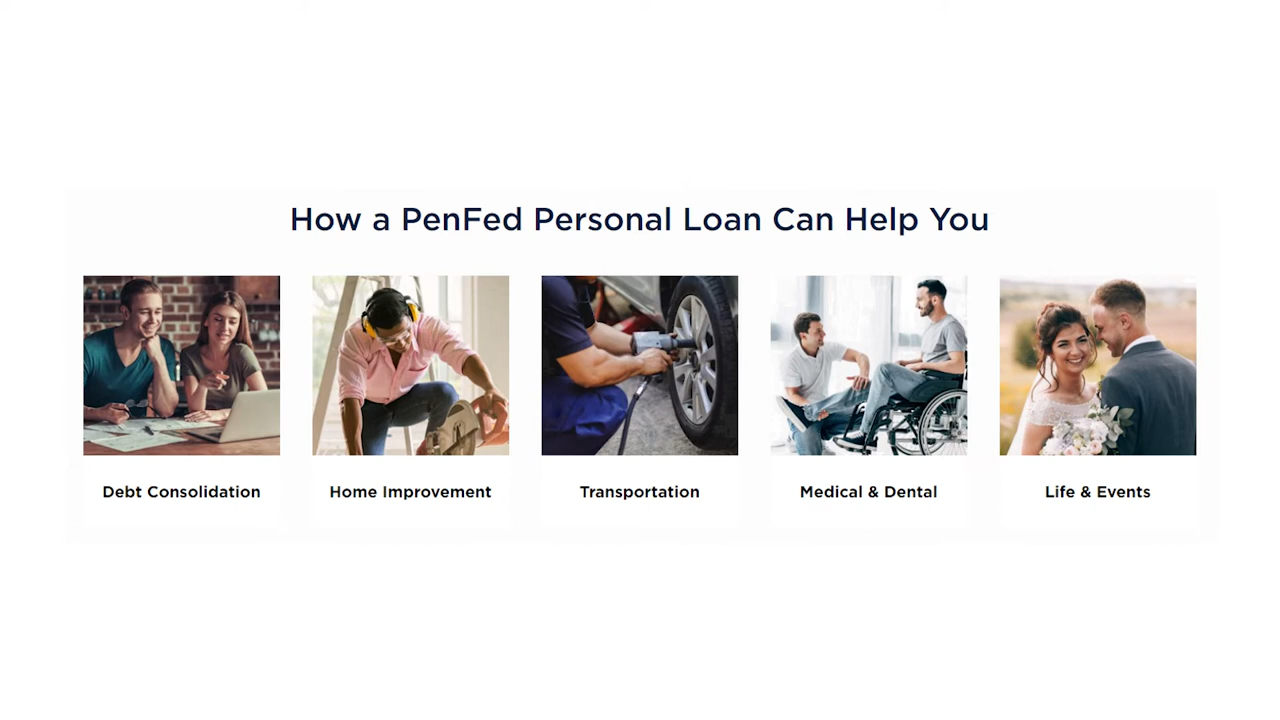 How a PenFed Personal Loan Can Help You
Debt Consolidation
Home Improvement
Transportation
Medical & Dental
Life & Events